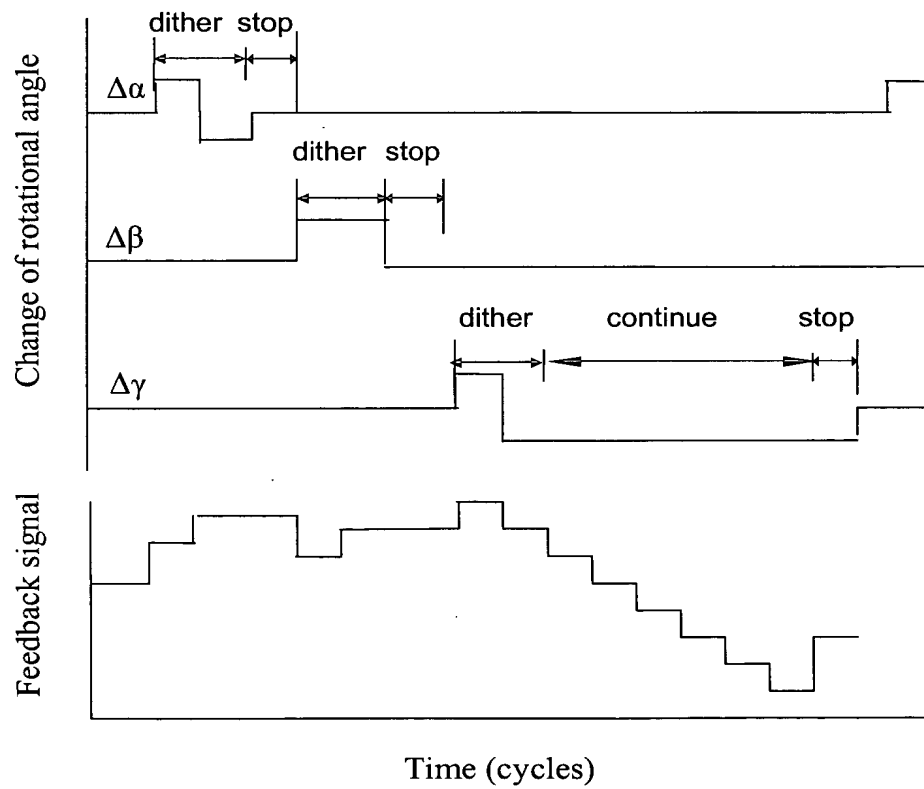 dither stop
Δα
dither stop
Δβ
dither continue stop
Δγ
Change of rotational angle
Feedback signal
Time (cycles)